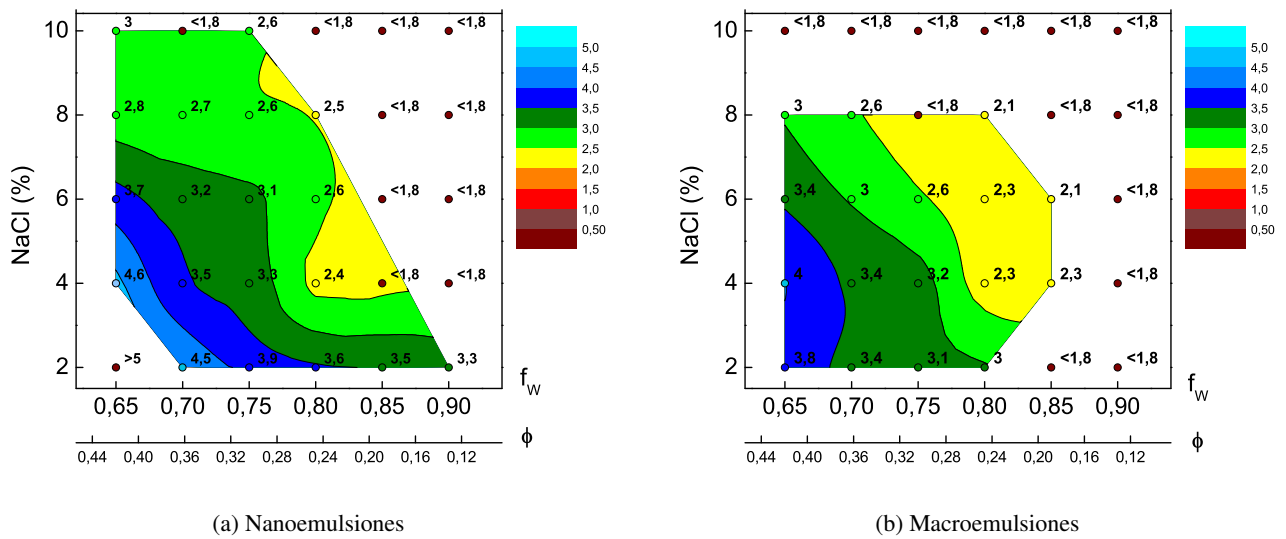 3 <1,8 2,6 <1,8 <1,8 <1,8
2,8 2,7 2,6 2,5 <1,8 <1,8
3,7 3,2 3,1 2,6 <1,8 <1,8
4,6 3,5 3,3 2,4 <1,8 <1,8
>5 4,5 3,9 3,6 3,5 3,3
10
8
6
4
2
NaCl (%)
0,65 0,70 0,75 0,80 0,85 0,90
f_W
0,44 0,40 0,36 0,32 0,28 0,24 0,20 0,16 0,12
ϕ
5,0
4,5
4,0
3,5
3,0
2,5
2,0
1,5
1,0
0,50
(a) Nanoemulsiones
<1,8 <1,8 <1,8 <1,8 <1,8 <1,8
3 2,6 <1,8 2,1 <1,8 <1,8
3,4 3 2,6 2,3 2,1 <1,8
4 3,4 3,2 2,3 2,3 <1,8
3,8 3,4 3,1 3 <1,8 <1,8
10
8
6
4
2
NaCl (%)
0,65 0,70 0,75 0,80 0,85 0,90
f_W
0,44 0,40 0,36 0,32 0,28 0,24 0,20 0,16 0,12
ϕ
5,0
4,5
4,0
3,5
3,0
2,5
2,0
1,5
1,0
0,50
(b) Macroemulsiones